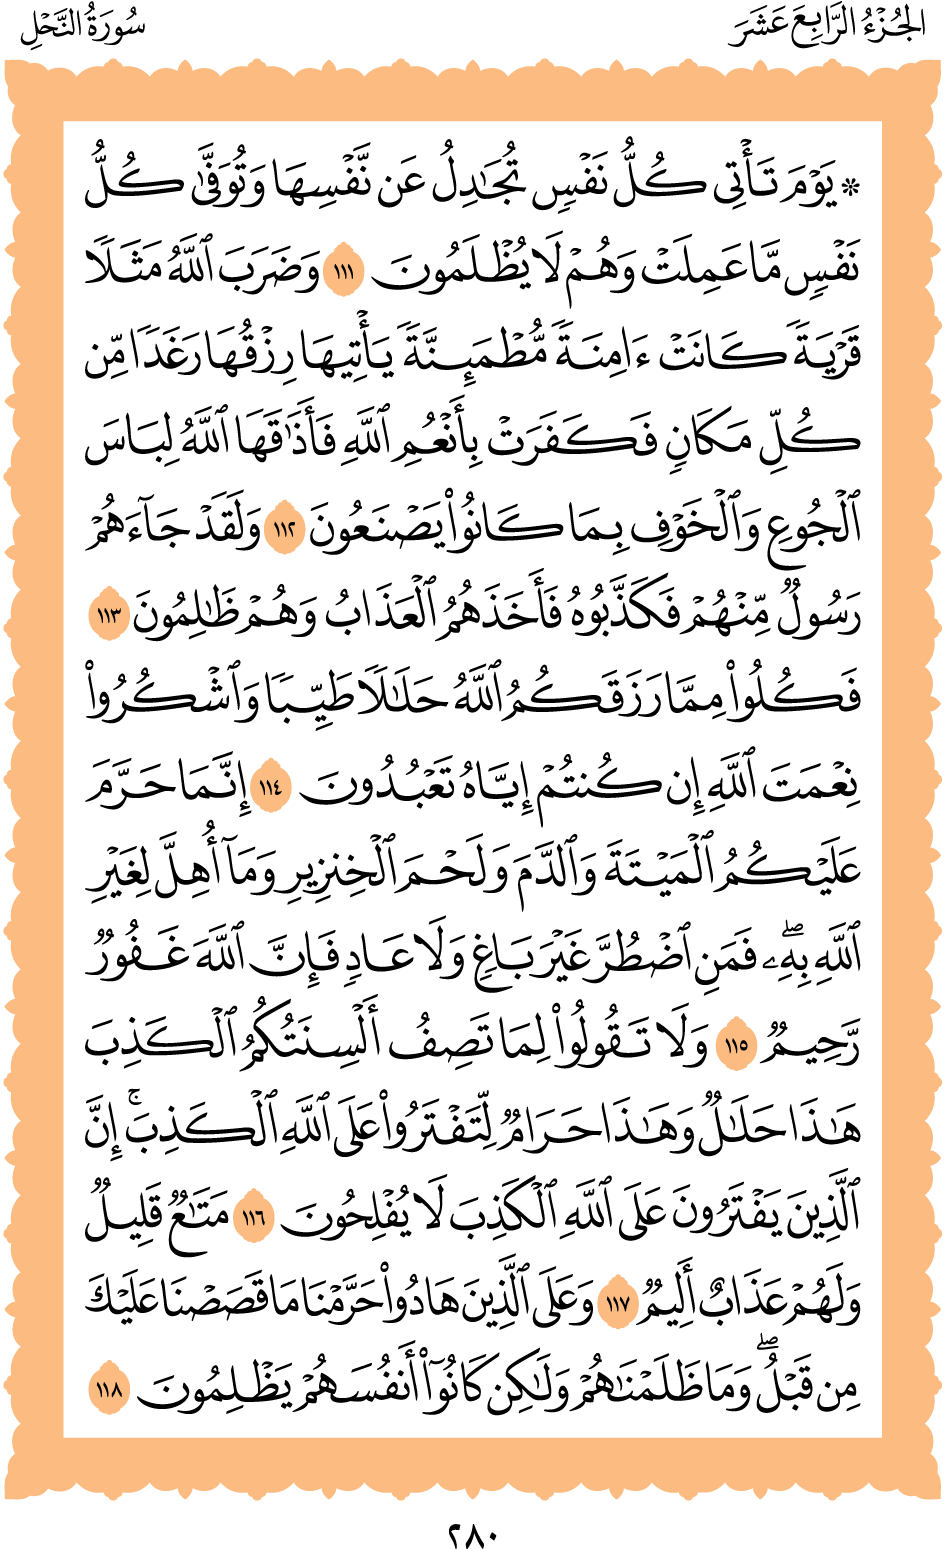 الجُزْءُ الرَّابِعَ عَشَرَ
سُورَةُ النَّحْلِ
۞ يَوْمَ تَأْتِي كُلُّ نَفْسٍ تُجَٰدِلُ عَن نَّفْسِهَا وَتُوَفَّىٰ كُلُّ
نَفْسٍ مَّا عَمِلَتْ وَهُمْ لَا يُظْلَمُونَ ١١١ وَضَرَبَ ٱللَّهُ مَثَلًا
قَرْيَةً كَانَتْ ءَامِنَةً مُّطْمَئِنَّةً يَأْتِيهَا رِزْقُهَا رَغَدًا مِّن
كُلِّ مَكَانٍ فَكَفَرَتْ بِأَنْعُمِ ٱللَّهِ فَأَذَٰقَهَا ٱللَّهُ لِبَاسَ
ٱلْجُوعِ وَٱلْخَوْفِ بِمَا كَانُوا۟ يَصْنَعُونَ ١١٢ وَلَقَدْ جَآءَهُمْ
رَسُولٌ مِّنْهُمْ فَكَذَّبُوهُ فَأَخَذَهُمُ ٱلْعَذَابُ وَهُمْ ظَٰلِمُونَ ١١٣
فَكُلُوا۟ مِمَّا رَزَقَكُمُ ٱللَّهُ حَلَٰلًا طَيِّبًا وَٱشْكُرُوا۟
نِعْمَتَ ٱللَّهِ إِن كُنتُمْ إِيَّاهُ تَعْبُدُونَ ١١٤ إِنَّمَا حَرَّمَ
عَلَيْكُمُ ٱلْمَيْتَةَ وَٱلدَّمَ وَلَحْمَ ٱلْخِنزِيرِ وَمَآ أُهِلَّ لِغَيْرِ
ٱللَّهِ بِهِۦۖ فَمَنِ ٱضْطُرَّ غَيْرَ بَاغٍ وَلَا عَادٍ فَإِنَّ ٱللَّهَ غَفُورٌ
رَّحِيمٌ ١١٥ وَلَا تَقُولُوا۟ لِمَا تَصِفُ أَلْسِنَتُكُمُ ٱلْكَذِبَ
هَٰذَا حَلَٰلٌ وَهَٰذَا حَرَامٌ لِّتَفْتَرُوا۟ عَلَى ٱللَّهِ ٱلْكَذِبَۚ إِنَّ
ٱلَّذِينَ يَفْتَرُونَ عَلَى ٱللَّهِ ٱلْكَذِبَ لَا يُفْلِحُونَ ١١٦ مَتَٰعٌ قَلِيلٌ
وَلَهُمْ عَذَابٌ أَلِيمٌ ١١٧ وَعَلَى ٱلَّذِينَ هَادُوا۟ حَرَّمْنَا مَا قَصَصْنَا عَلَيْكَ
مِن قَبْلُۖ وَمَا ظَلَمْنَٰهُمْ وَلَٰكِن كَانُوٓا۟ أَنفُسَهُمْ يَظْلِمُونَ ١١٨
٢٨٠